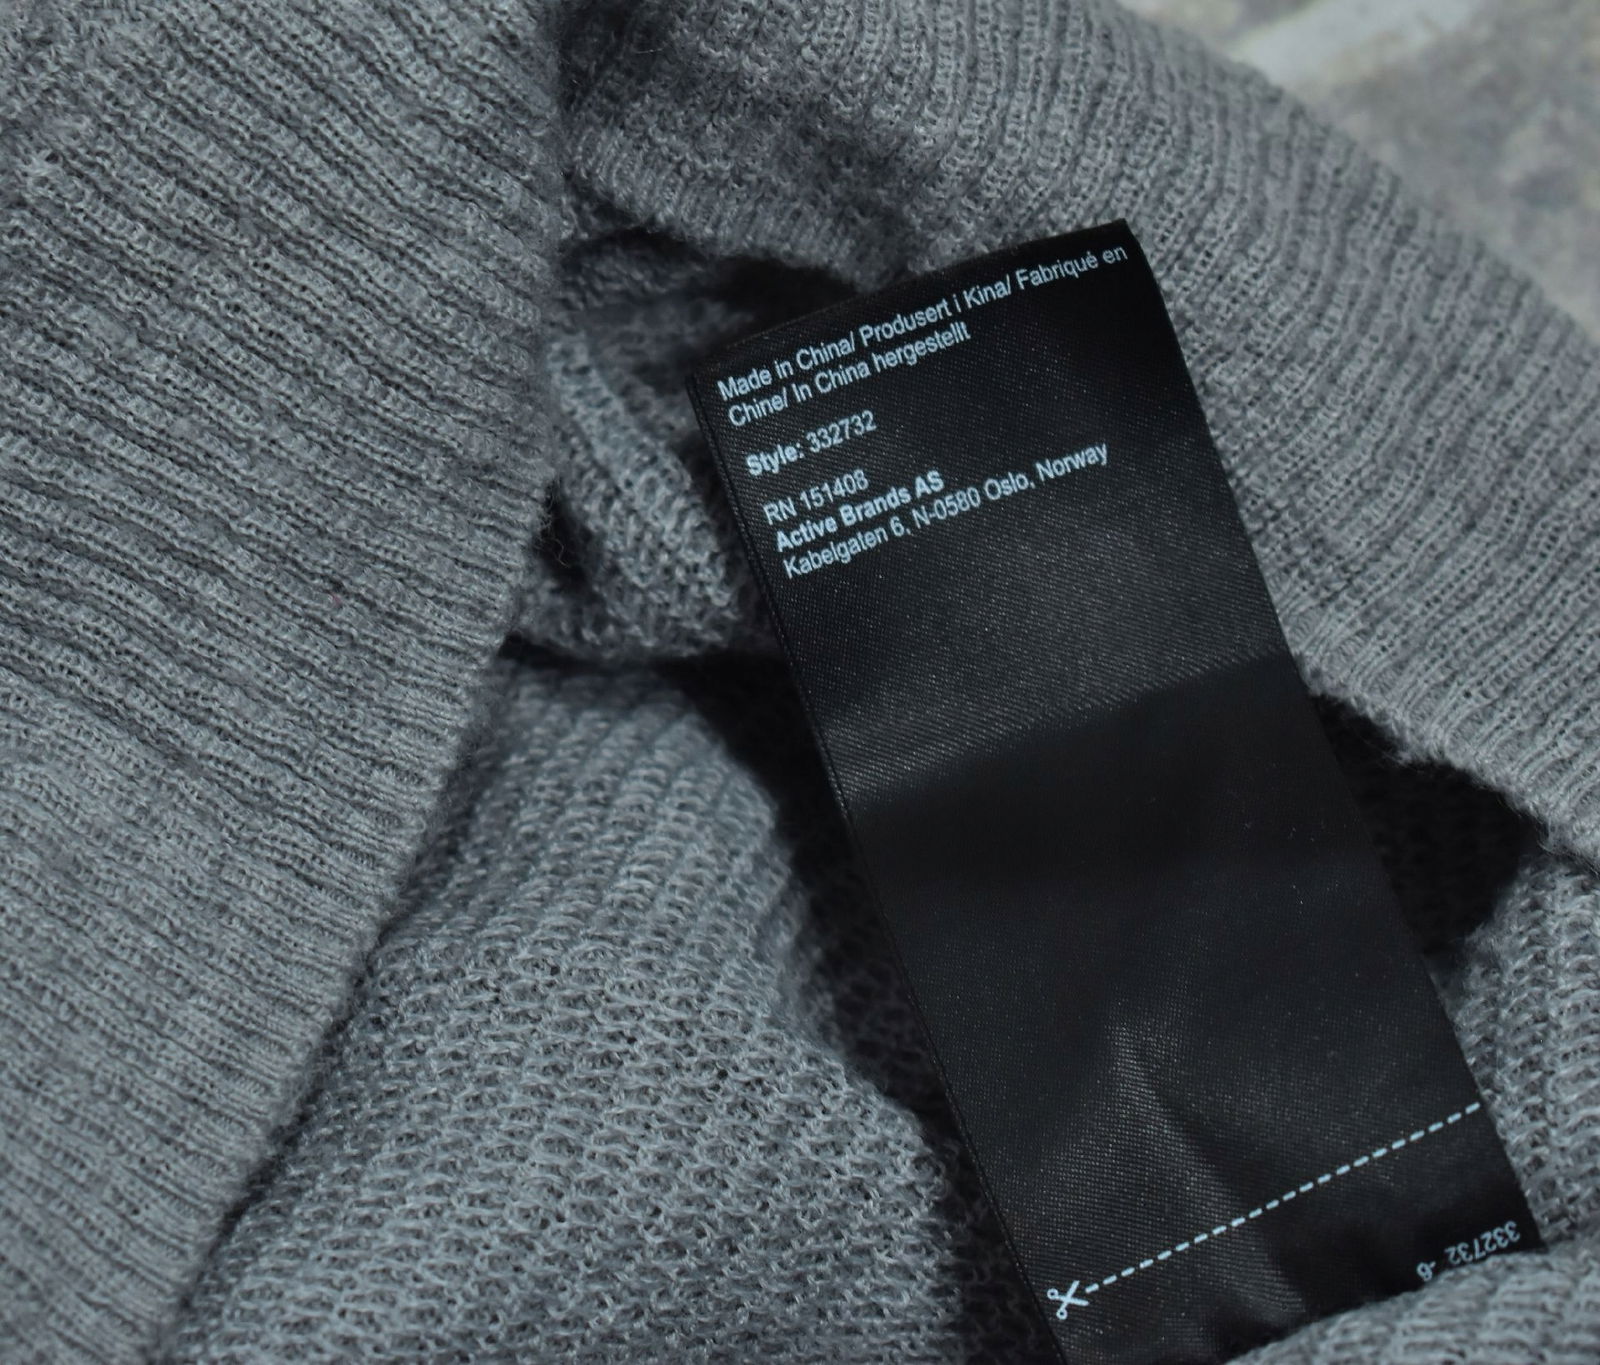 Made in China/ Produsert i Kina/ Fabriqué en
Chine/ In China hergestellt
Style: 332732
RN 151408
Active Brands AS
Kabelgaten 6, N-0580 Oslo, Norway
332732 -6